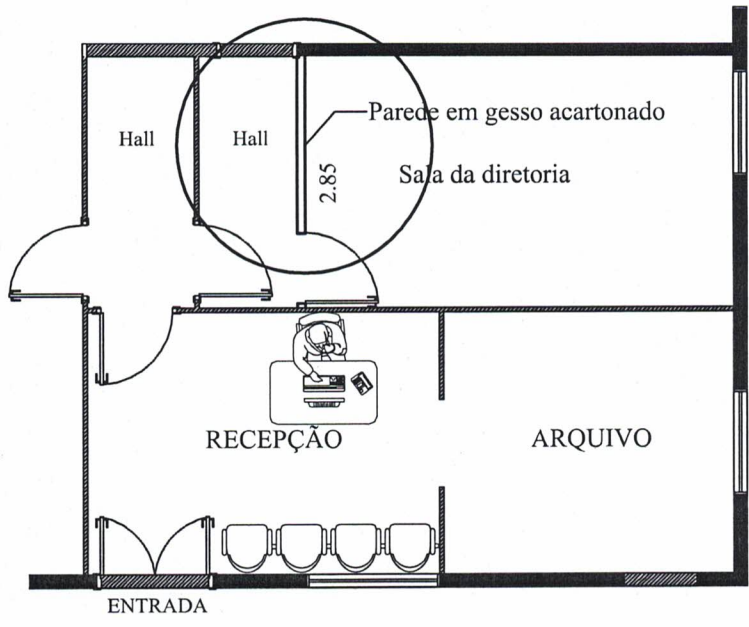 Parede em gesso acartonado
Hall
Hall
2.85
Sala da diretoria
RECEPÇÃO
ARQUIVO
ENTRADA